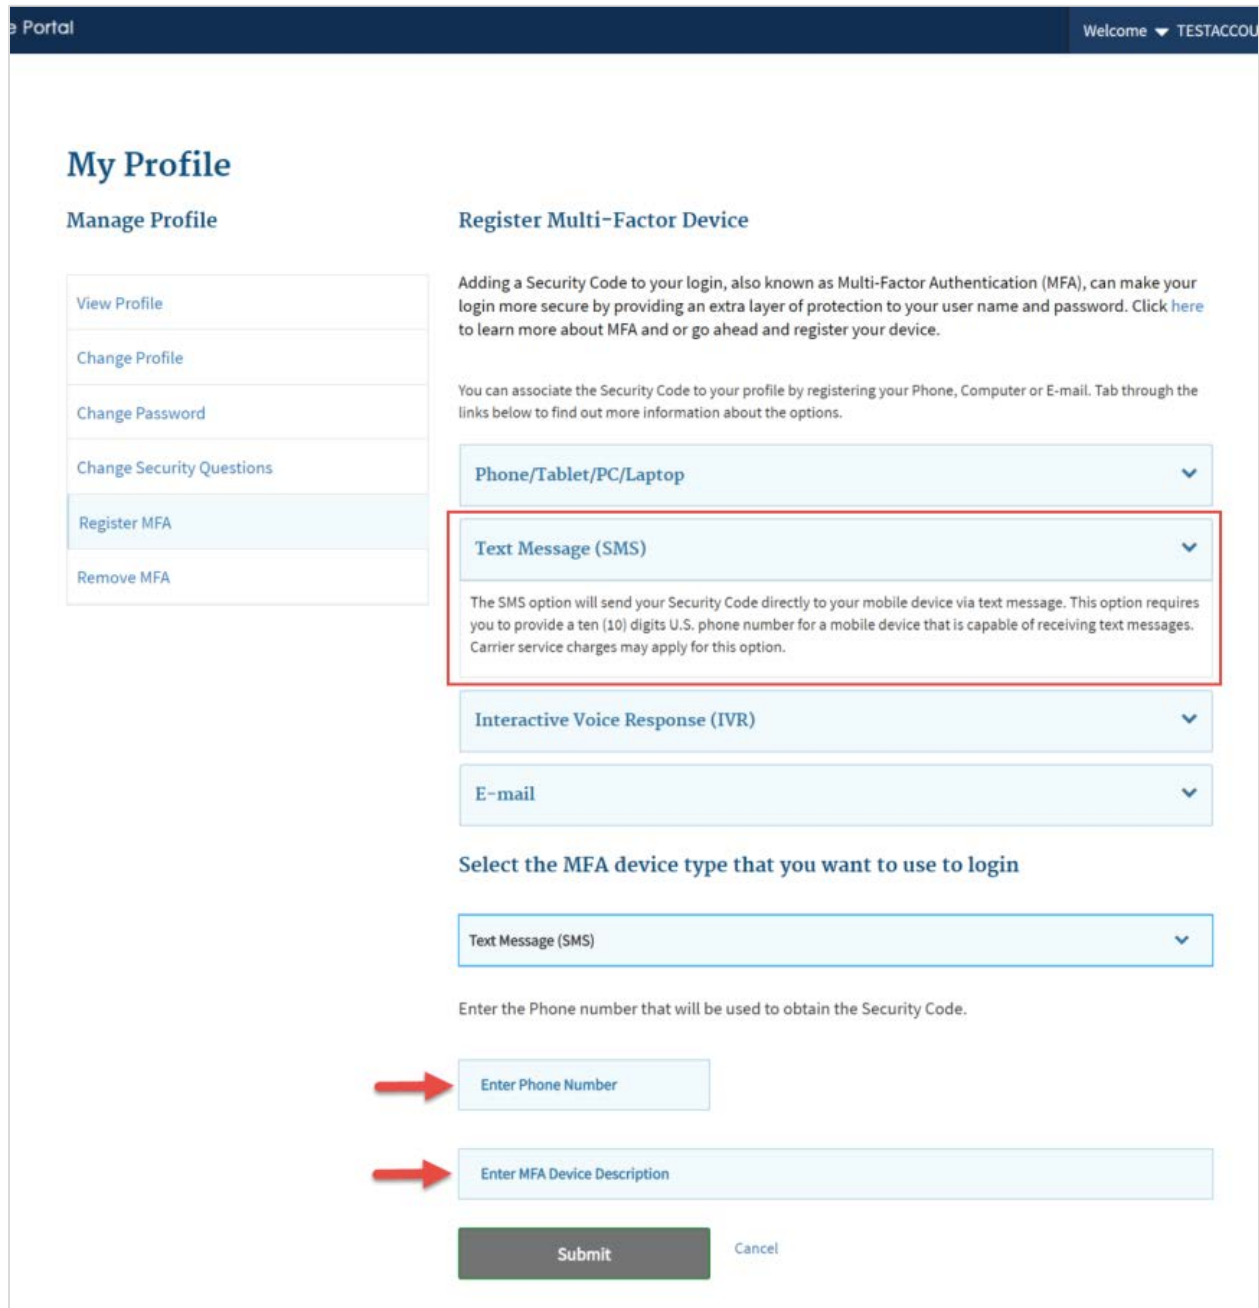 e Portal
Welcome TESTACCOU
My Profile
Manage Profile
View Profile
Change Profile
Change Password
Change Security Questions
Register MFA
Remove MFA
Register Multi-Factor Device
Adding a Security Code to your login, also known as Multi-Factor Authentication (MFA), can make your
login more secure by providing an extra layer of protection to your user name and password. Click here
to learn more about MFA and or go ahead and register your device.
You can associate the Security Code to your profile by registering your Phone, Computer or E-mail. Tab through the
links below to find out more information about the options.
Phone/Tablet/PC/Laptop
Text Message (SMS)
The SMS option will send your Security Code directly to your mobile device via text message. This option requires
you to provide a ten (10) digits U.S. phone number for a mobile device that is capable of receiving text messages.
Carrier service charges may apply for this option.
Interactive Voice Response (IVR)
E-mail
Select the MFA device type that you want to use to login
Text Message (SMS)
Enter the Phone number that will be used to obtain the Security Code.
Enter Phone Number
Enter MFA Device Description
Submit
Cancel